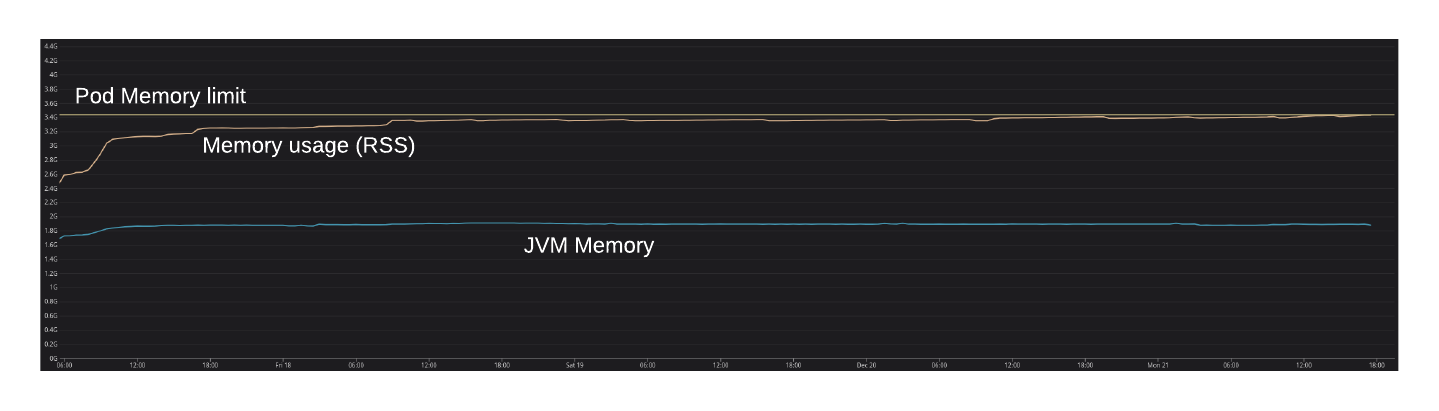 4.4G
4.2G
4G
3.8G
Pod Memory limit
3.6G
3.4G
3.2G
Memory usage (RSS)
3G
2.8G
2.6G
2.4G
2.2G
2G
1.8G
JVM Memory
1.6G
1.4G
1.2G
1G
0.8G
0.6G
0.4G
0.2G
0G
06:00 12:00 18:00 Fri 18 06:00 12:00 18:00 Sat 19 06:00 12:00 18:00 Dec 20 06:00 12:00 18:00 Mon 21 06:00 12:00 18:00